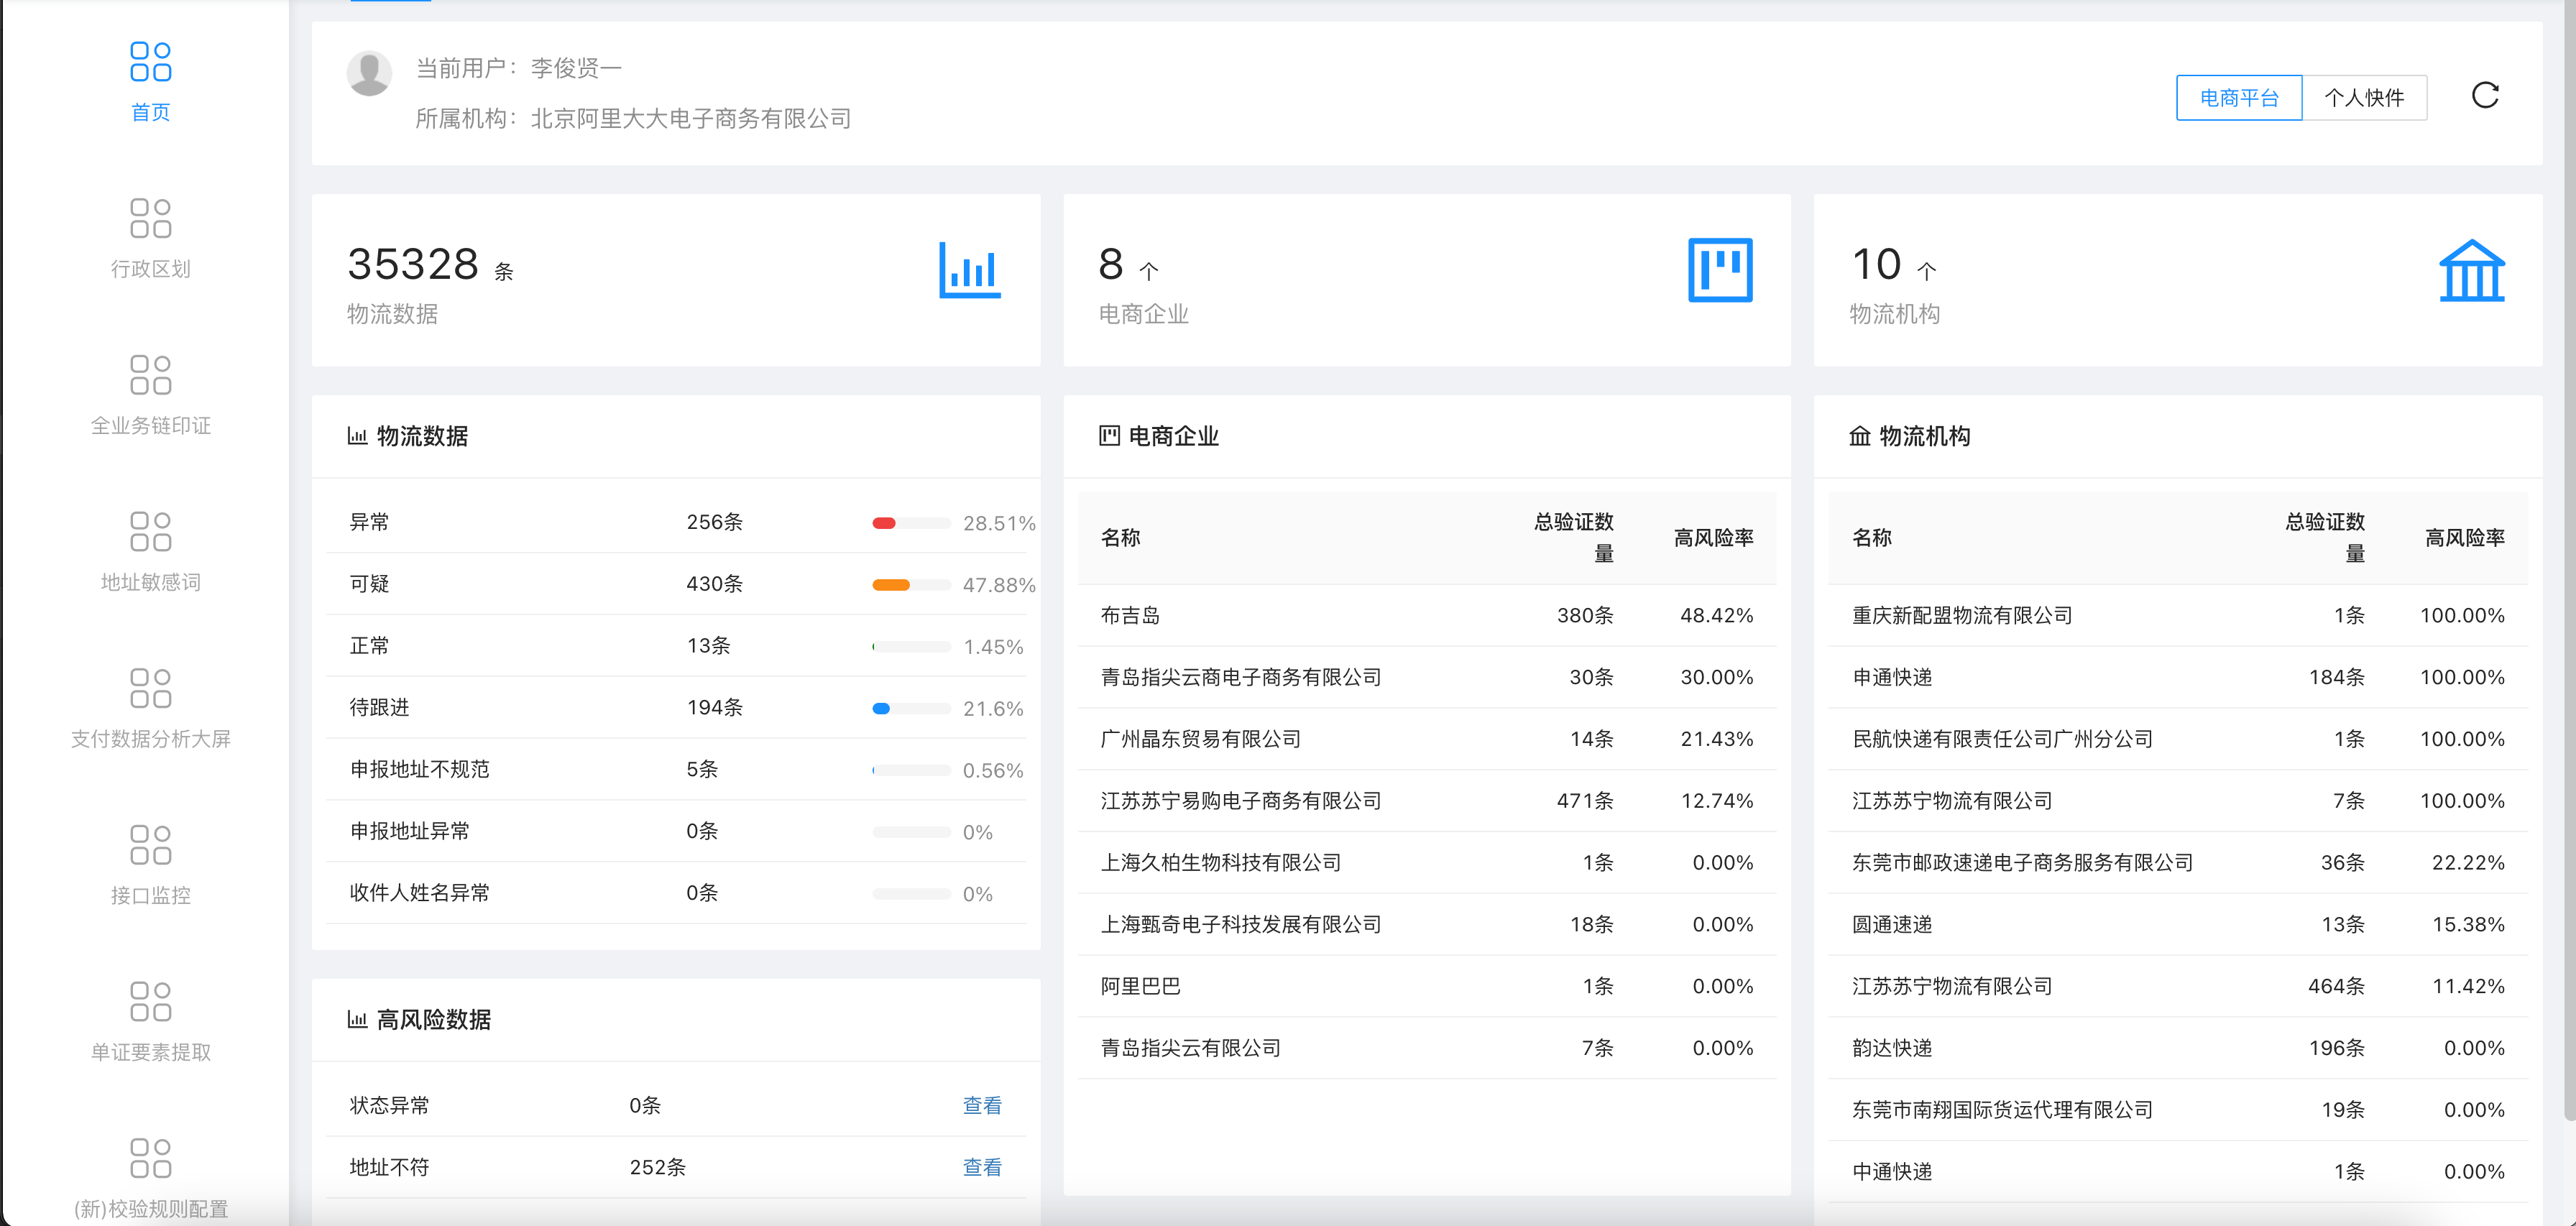 首页
行政区划
全业务链印证
地址敏感词
支付数据分析大屏
接口监控
单证要素提取
(新)校验规则配置
当前用户：李俊贤一
所属机构：北京阿里大大电子商务有限公司
电商平台
个人快件
35328 条
物流数据
8 个
电商企业
10 个
物流机构
物流数据
异常 256条 28.51%
可疑 430条 47.88%
正常 13条 1.45%
待跟进 194条 21.6%
申报地址不规范 5条 0.56%
申报地址异常 0条 0%
收件人姓名异常 0条 0%
高风险数据
状态异常 0条 查看
地址不符 252条 查看
电商企业
名称 总验证数量 高风险率
布吉岛 380条 48.42%
青岛指尖云商电子商务有限公司 30条 30.00%
广州晶东贸易有限公司 14条 21.43%
江苏苏宁易购电子商务有限公司 471条 12.74%
上海久柏生物科技有限公司 1条 0.00%
上海甄奇电子科技发展有限公司 18条 0.00%
阿里巴巴 1条 0.00%
青岛指尖云有限公司 7条 0.00%
物流机构
名称 总验证数量 高风险率
重庆新配盟物流有限公司 1条 100.00%
申通快递 184条 100.00%
民航快递有限责任公司广州分公司 1条 100.00%
江苏苏宁物流有限公司 7条 100.00%
东莞市邮政速递电子商务服务有限公司 36条 22.22%
圆通速递 13条 15.38%
江苏苏宁物流有限公司 464条 11.42%
韵达快递 196条 0.00%
东莞市南翔国际货运代理有限公司 19条 0.00%
中通快递 1条 0.00%